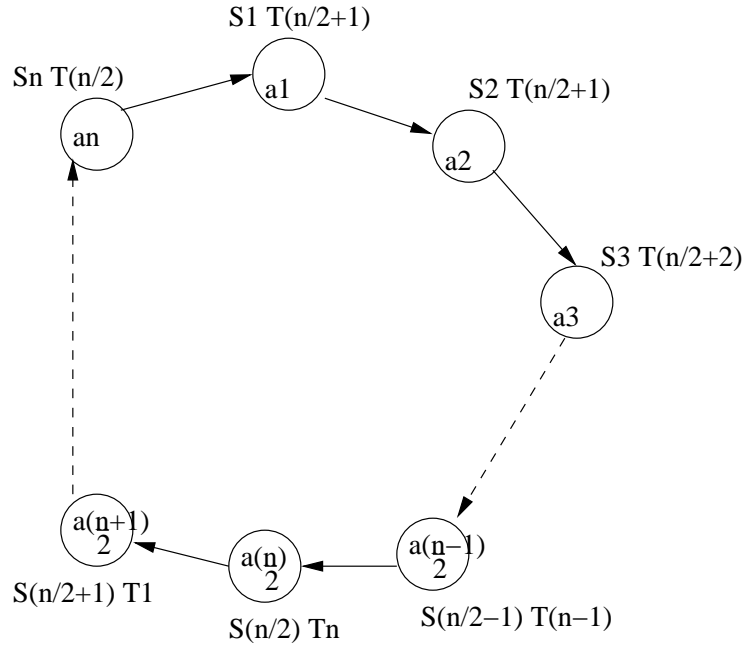 S1 T(n/2+1)
a1
Sn T(n/2)
an
S2 T(n/2+1)
a2
S3 T(n/2+2)
a3
a(n+1)
2
S(n/2+1) T1
a(n)
2
S(n/2) Tn
a(n−1)
2
S(n/2−1) T(n−1)